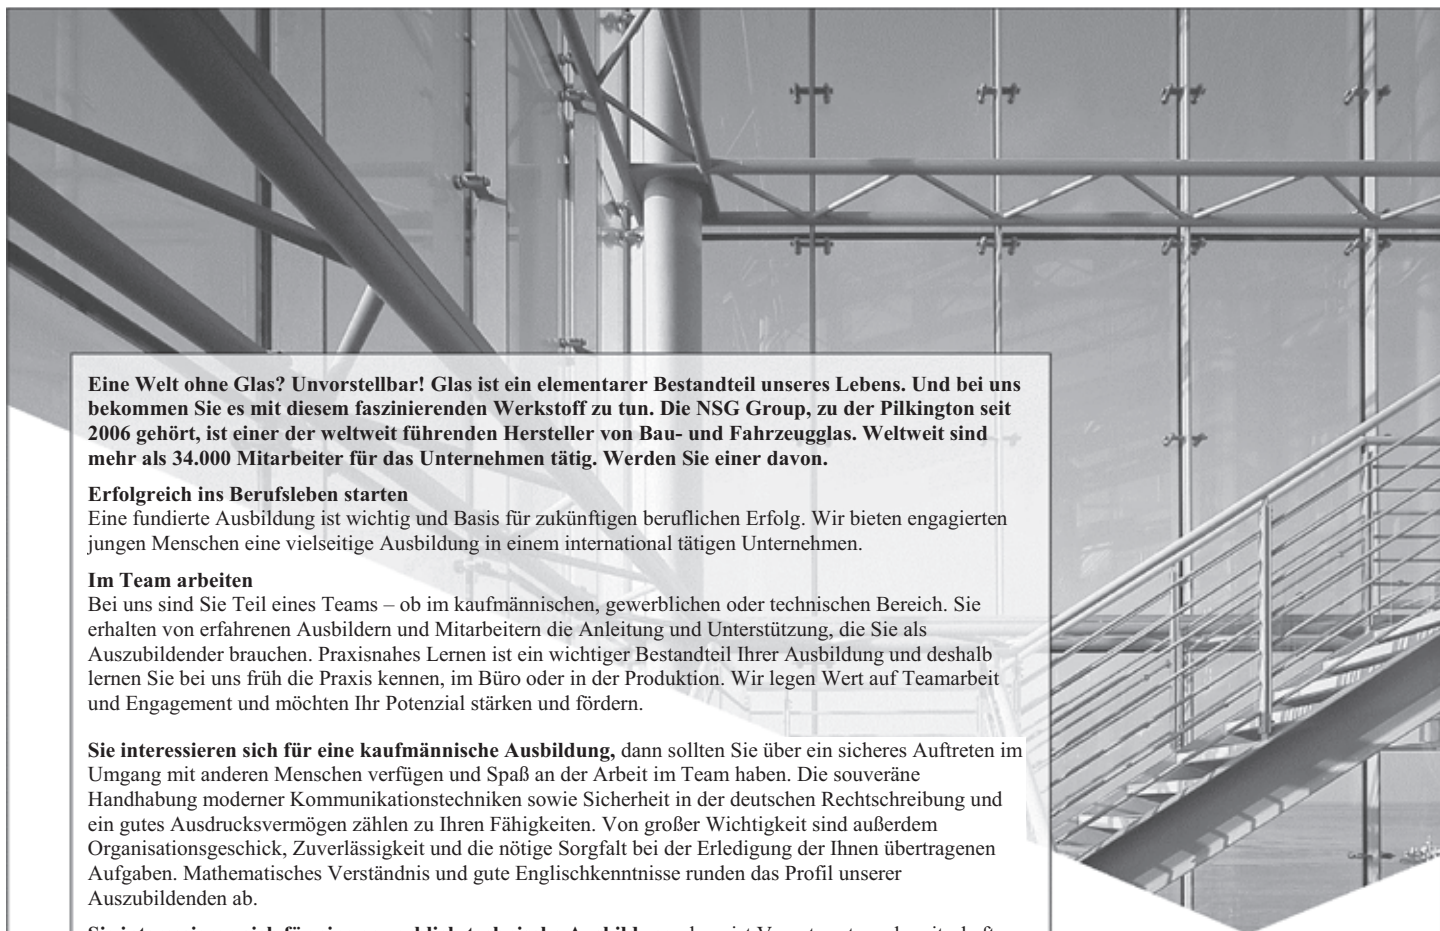 Eine Welt ohne Glas? Unvorstellbar! Glas ist ein elementarer Bestandteil unseres Lebens. Und bei uns
bekommen Sie es mit diesem faszinierenden Werkstoff zu tun. Die NSG Group, zu der Pilkington seit
2006 gehört, ist einer der weltweit führenden Hersteller von Bau- und Fahrzeugglas. Weltweit sind
mehr als 34.000 Mitarbeiter für das Unternehmen tätig. Werden Sie einer davon.
Erfolgreich ins Berufsleben starten
Eine fundierte Ausbildung ist wichtig und Basis für zukünftigen beruflichen Erfolg. Wir bieten engagierten
jungen Menschen eine vielseitige Ausbildung in einem international tätigen Unternehmen.
Im Team arbeiten
Bei uns sind Sie Teil eines Teams – ob im kaufmännischen, gewerblichen oder technischen Bereich. Sie
erhalten von erfahrenen Ausbildern und Mitarbeitern die Anleitung und Unterstützung, die Sie als
Auszubildender brauchen. Praxisnahes Lernen ist ein wichtiger Bestandteil Ihrer Ausbildung und deshalb
lernen Sie bei uns früh die Praxis kennen, im Büro oder in der Produktion. Wir legen Wert auf Teamarbeit
und Engagement und möchten Ihr Potenzial stärken und fördern.
Sie interessieren sich für eine kaufmännische Ausbildung, dann sollten Sie über ein sicheres Auftreten im
Umgang mit anderen Menschen verfügen und Spaß an der Arbeit im Team haben. Die souveräne
Handhabung moderner Kommunikationstechniken sowie Sicherheit in der deutschen Rechtschreibung und
ein gutes Ausdrucksvermögen zählen zu Ihren Fähigkeiten. Von großer Wichtigkeit sind außerdem
Organisationsgeschick, Zuverlässigkeit und die nötige Sorgfalt bei der Erledigung der Ihnen übertragenen
Aufgaben. Mathematisches Verständnis und gute Englischkenntnisse runden das Profil unserer
Auszubildenden ab.